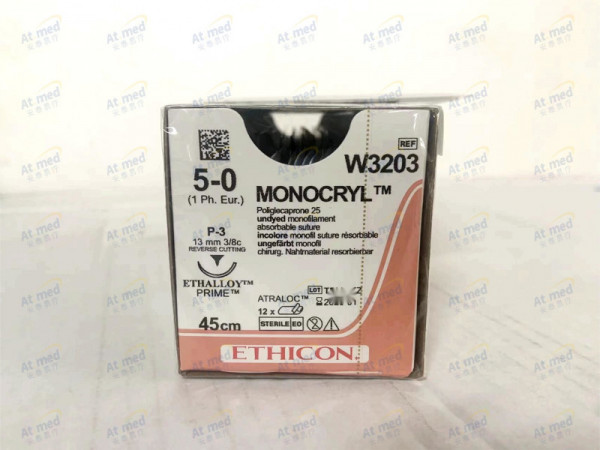 REF
W3203
5-0
(1 Ph. Eur.)
MONOCRYL™
Poliglecaprone 25
undyed monofilament
absorbable suture
incolore monofil suture résorbable
ungefärbt monofil
chirurg. Nahtmaterial resorbierbar
P-3
13 mm 3/8c
REVERSE CUTTING
ETHALLOY™
PRIME™
LOT
ATRALOC™
12 x
STERILE EO
45cm
ETHICON
At med